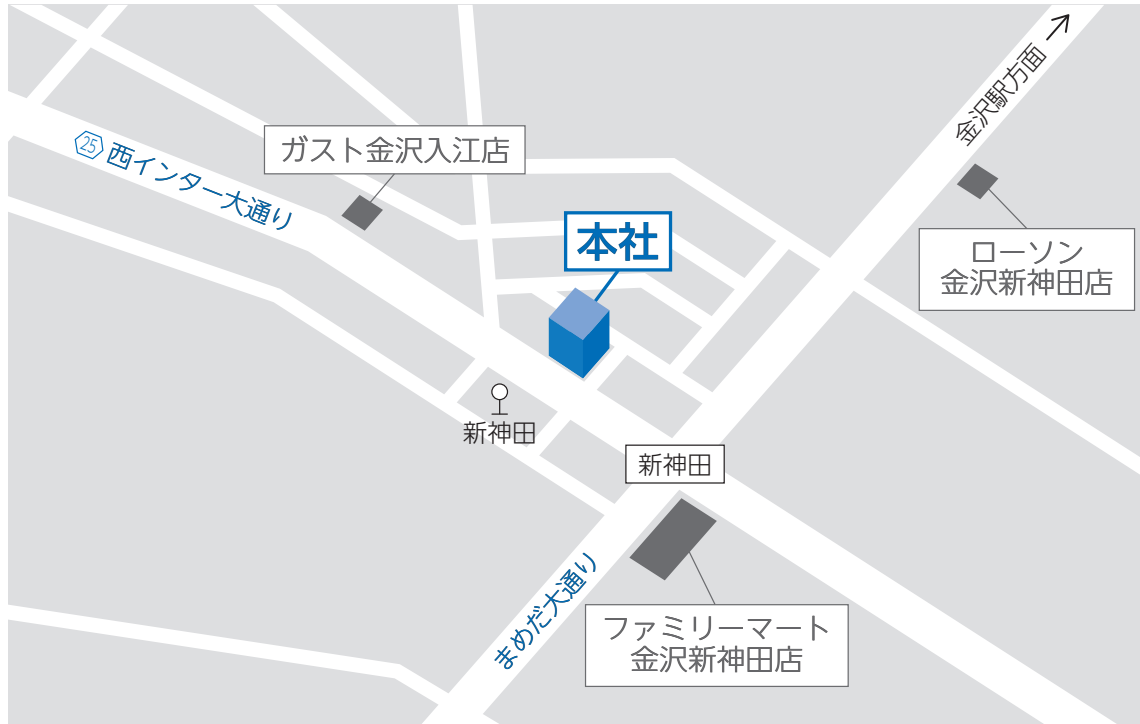 金沢駅方面
25
西インター大通り
ガスト金沢入江店
本社
ローソン
金沢新神田店
新神田
新神田
まめだ大通り
ファミリーマート
金沢新神田店